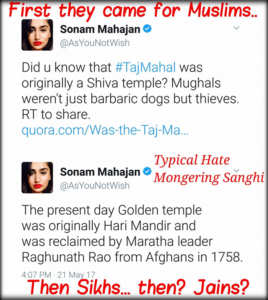 First they came for Muslims..
Sonam Mahajan
@AsYouNotWish
Did u know that #TajMahal was
originally a Shiva temple? Mughals
weren't just barbaric dogs but thieves.
RT to share.
quora.com/Was-the-Taj-Ma...
Typical Hate
Mongering Sanghi
Sonam Mahajan
@AsYouNotWish
The present day Golden temple
was originally Hari Mandir and
was reclaimed by Maratha leader
Raghunath Rao from Afghans in 1758.
4:07 PM · 21 May 17
Then Sikhs... then? Jains?